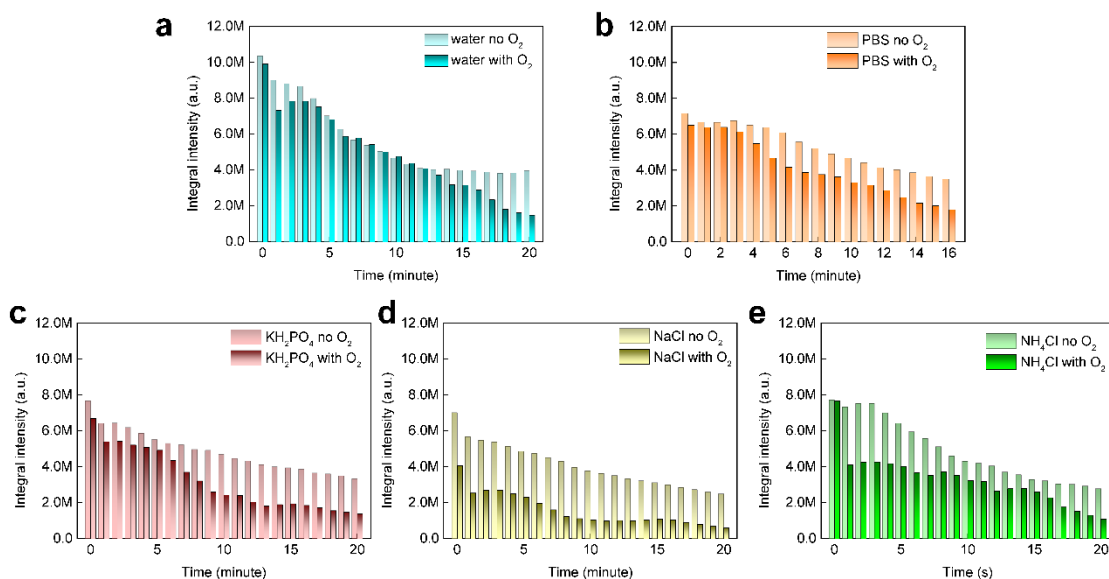 a
12.0M
10.0M
8.0M
6.0M
4.0M
2.0M
0.0
Integral intensity (a.u.)
water no O₂
water with O₂
0 5 10 15 20
Time (minute)
b
12.0M
10.0M
8.0M
6.0M
4.0M
2.0M
0.0
Integral intensity (a.u.)
PBS no O₂
PBS with O₂
0 2 4 6 8 10 12 14 16
Time (minute)
c
12.0M
10.0M
8.0M
6.0M
4.0M
2.0M
0.0
Integral intensity (a.u.)
KH₂PO₄ no O₂
KH₂PO₄ with O₂
0 5 10 15 20
Time (minute)
d
12.0M
10.0M
8.0M
6.0M
4.0M
2.0M
0.0
Integral intensity (a.u.)
NaCl no O₂
NaCl with O₂
0 5 10 15 20
Time (minute)
e
12.0M
10.0M
8.0M
6.0M
4.0M
2.0M
0.0
Integral intensity (a.u.)
NH₄Cl no O₂
NH₄Cl with O₂
0 5 10 15 20
Time (s)